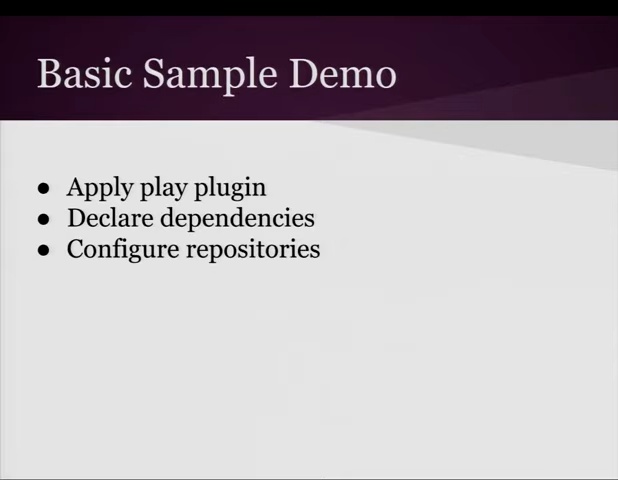 Basic Sample Demo
● Apply play plugin
● Declare dependencies
● Configure repositories